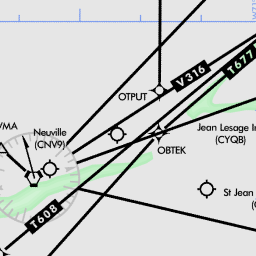 V316
T677
OTPUT
VMA
Neuville
(CNV9)
Jean Lesage In
(CYQB)
OBTEK
St Jean
T608